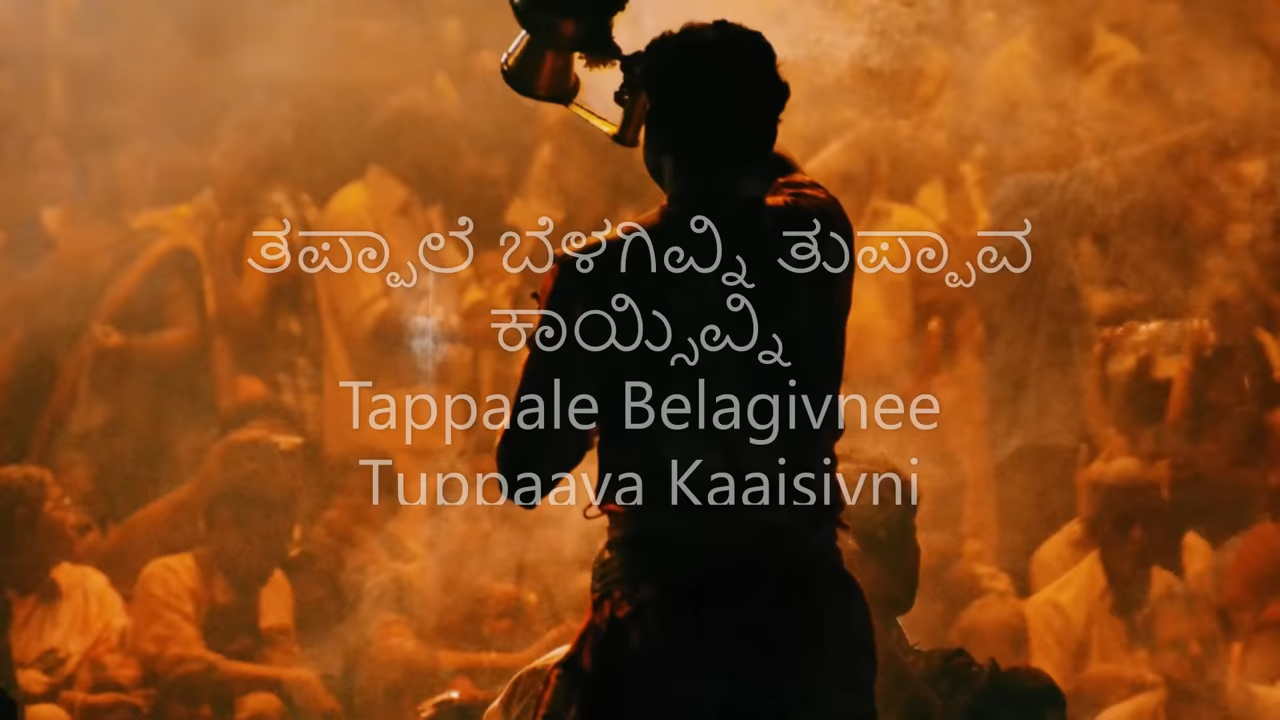 ತಪ್ಪಾಲೆ ಬೆಳಗಿವ್ನಿ ತುಪ್ಪಾವ
ಕಾಯ್ಸಿವ್ನಿ
Tappaale Belagivnee
Tuppaava Kaaisivni